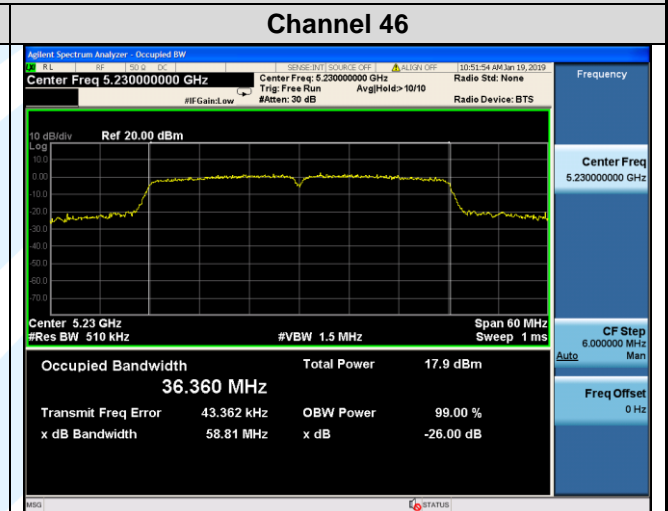 Channel 46
Agilent Spectrum Analyzer - Occupied BW
RL RF 50 Ω DC SENSE:INT SOURCE OFF ALIGN OFF 10:51:54 AM Jan 19, 2019
Center Freq 5.230000000 GHz Center Freq: 5.230000000 GHz Radio Std: None Frequency
Trig: Free Run Avg|Hold:> 10/10
#IFGain:Low #Atten: 30 dB Radio Device: BTS
10 dB/div Ref 20.00 dBm
Log
10.0
0.00
-10.0
-20.0
-30.0
-40.0
-50.0
-60.0
-70.0
Center Freq
5.230000000 GHz
Center 5.23 GHz Span 60 MHz
#Res BW 510 kHz #VBW 1.5 MHz Sweep 1 ms
CF Step
6.000000 MHz
Auto Man
Occupied Bandwidth Total Power 17.9 dBm
36.360 MHz
Transmit Freq Error 43.362 kHz OBW Power 99.00 %
x dB Bandwidth 58.81 MHz x dB -26.00 dB
Freq Offset
0 Hz
MSG STATUS